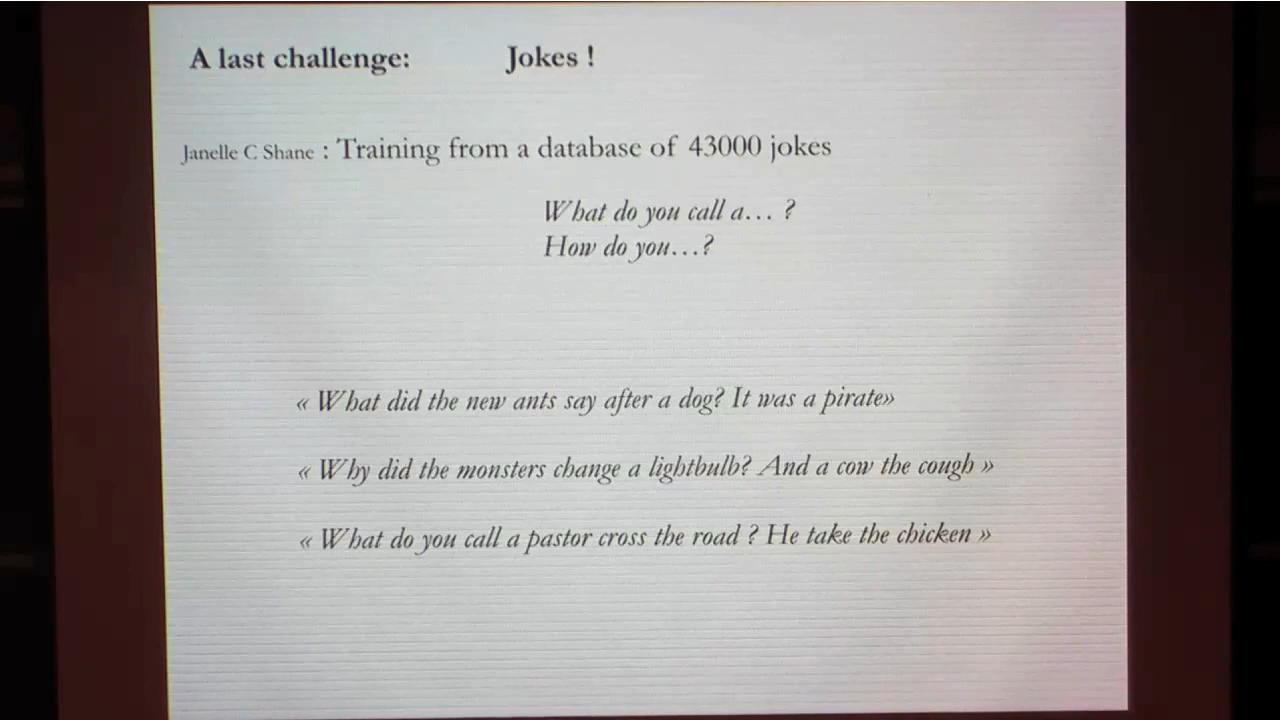 A last challenge: Jokes !
Janelle C Shane : Training from a database of 43000 jokes
What do you call a... ?
How do you...?
« What did the new ants say after a dog? It was a pirate»
« Why did the monsters change a lightbulb? And a cow the cough »
« What do you call a pastor cross the road ? He take the chicken »